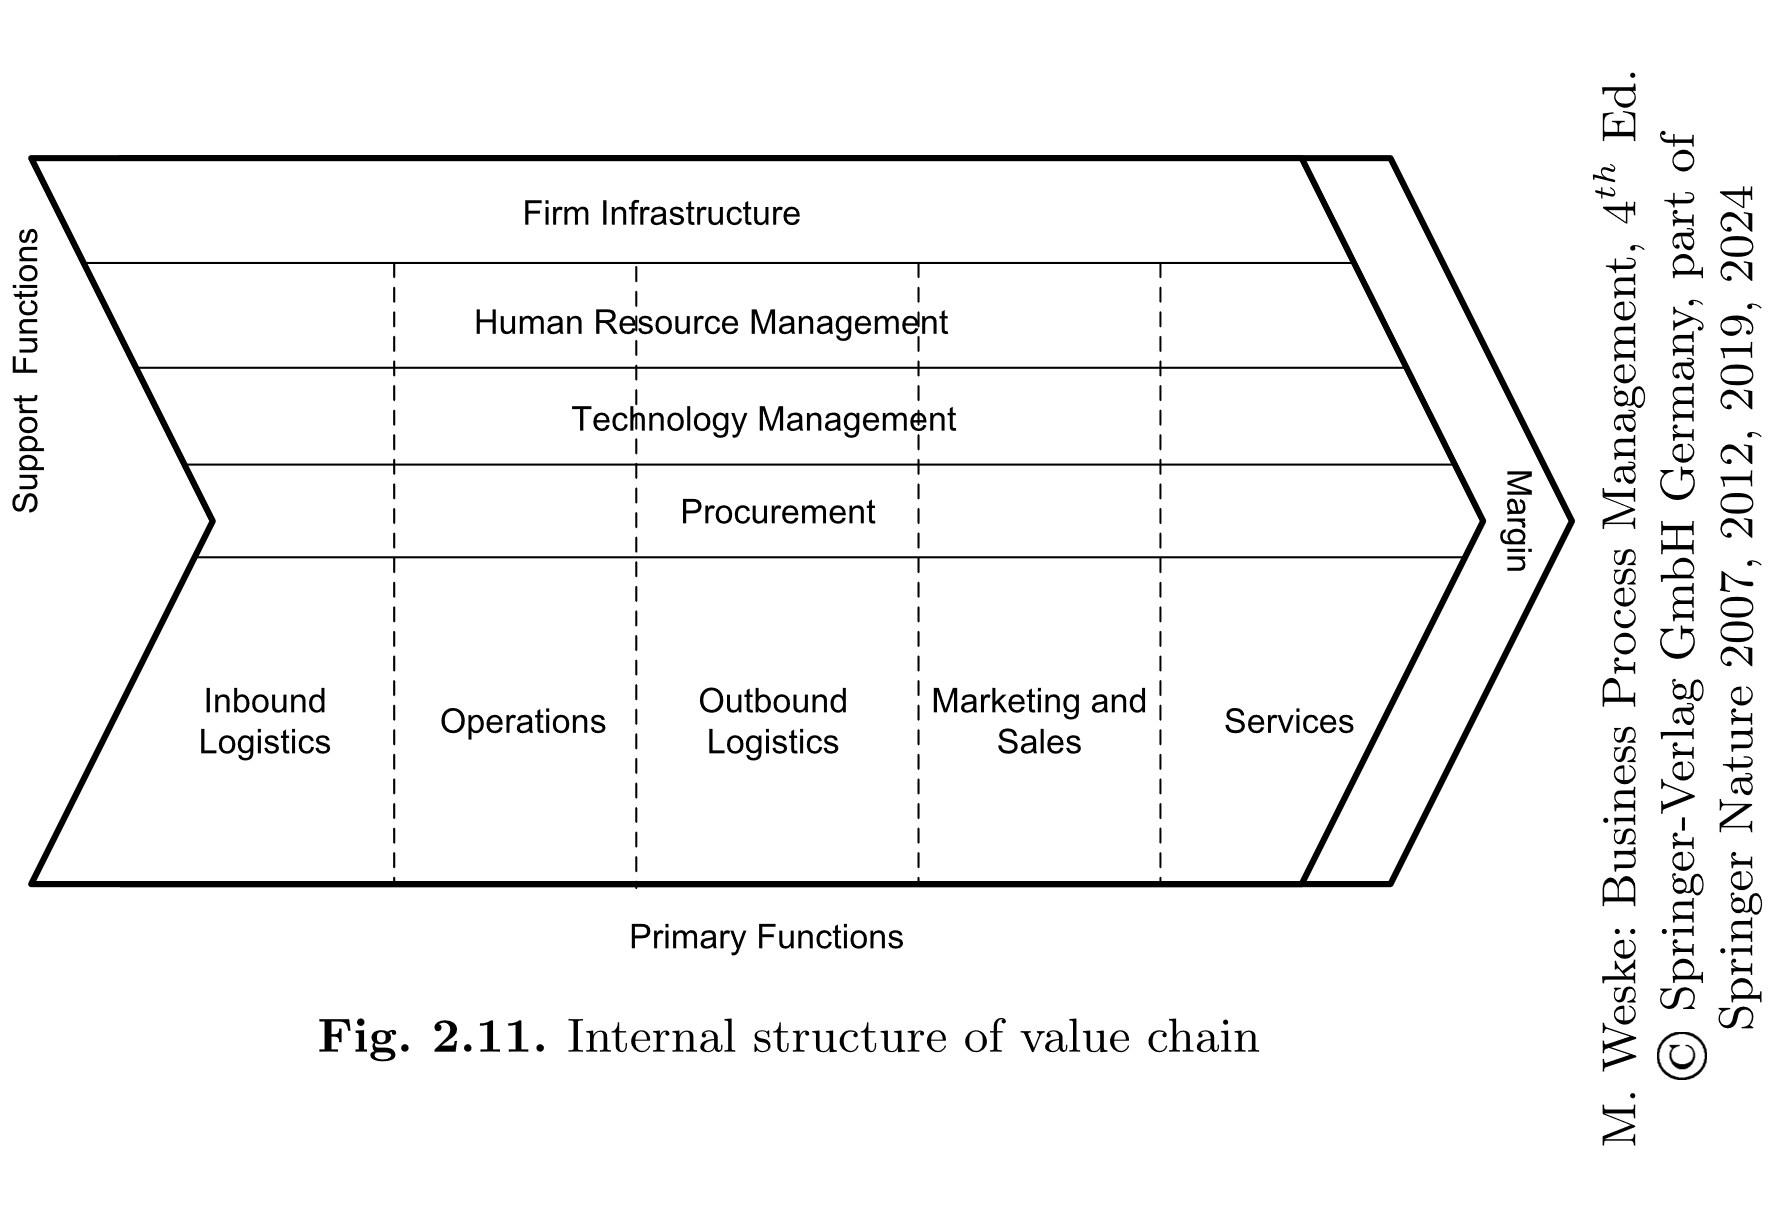 Support Functions
Firm Infrastructure
Human Resource Management
Technology Management
Procurement
Inbound
Logistics
Operations
Outbound
Logistics
Marketing and
Sales
Services
Margin
Primary Functions
Fig. 2.11. Internal structure of value chain
M. Weske: Business Process Management, 4th Ed.
© Springer-Verlag GmbH Germany, part of
Springer Nature 2007, 2012, 2019, 2024